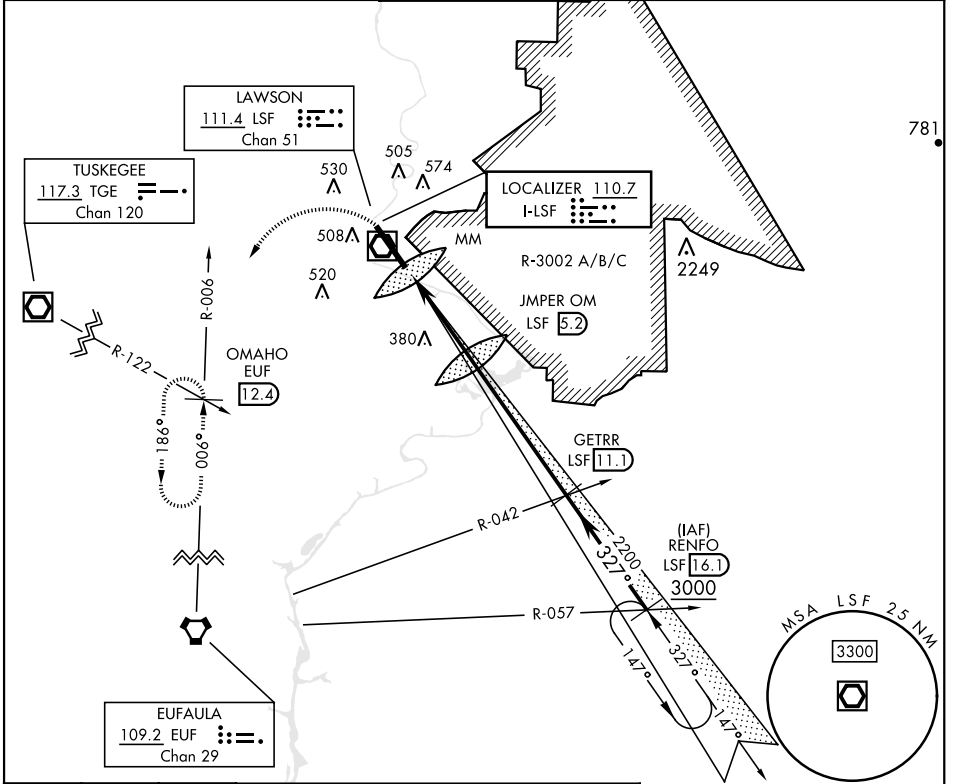 LAWSON
111.4 LSF
Chan 51
781
TUSKEGEE
117.3 TGE
Chan 120
530
505
574
LOCALIZER 110.7
I-LSF
508
MM
R-3002 A/B/C
2249
520
JMPER OM
LSF 5.2
R-006
380
R-122
OMAHO
EUF
12.4
186°
006°
GETRR
LSF 11.1
R-042
2200
327°
(IAF)
RENFO
LSF 16.1
3000
R-057
MSA LSF 25 NM
3300
147°
327°
147°
EUFAULA
109.2 EUF
Chan 29